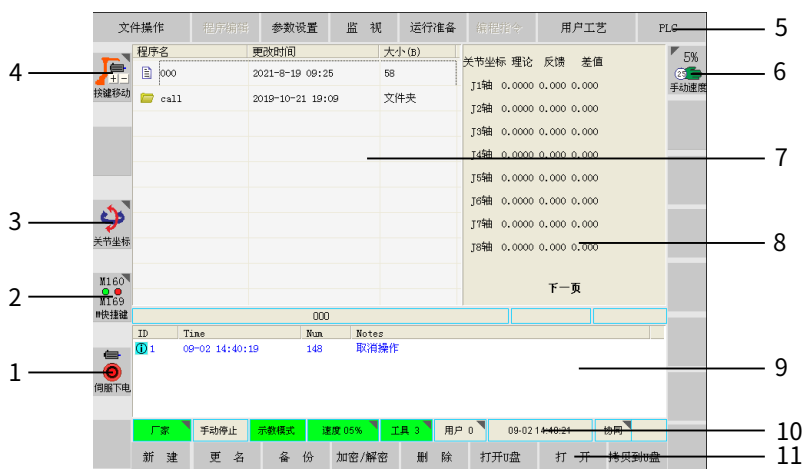 文件操作 程序编辑 参数设置 监 视 运行准备 编程指令 用户工艺 PLC
5
4
按键移动
程序名 更改时间 大小(B)
000 2021-8-19 09:25 58
call 2019-10-21 19:09 文件夹
关节坐标 理论 反馈 差值
J1轴 0.0000 0.000 0.000
J2轴 0.0000 0.000 0.000
J3轴 0.0000 0.000 0.000
J4轴 0.0000 0.000 0.000
J5轴 0.0000 0.000 0.000
J6轴 0.0000 0.000 0.000
J7轴 0.0000 0.000 0.000
J8轴 0.0000 0.000 0.000
下一页
5%
25
手动速度
6
7
8
3
关节坐标
2
M160
M169
M快捷键
000
ID Time Num Notes
1 09-02 14:40:19 148 取消操作
1
伺服下电
9
厂家 手动停止 示教模式 速度 05% 工具 3 用户 0 09-02 14:40:21 协同
10
新 建 更 名 备 份 加密/解密 删 除 打开U盘 打 开 拷贝到U盘
11